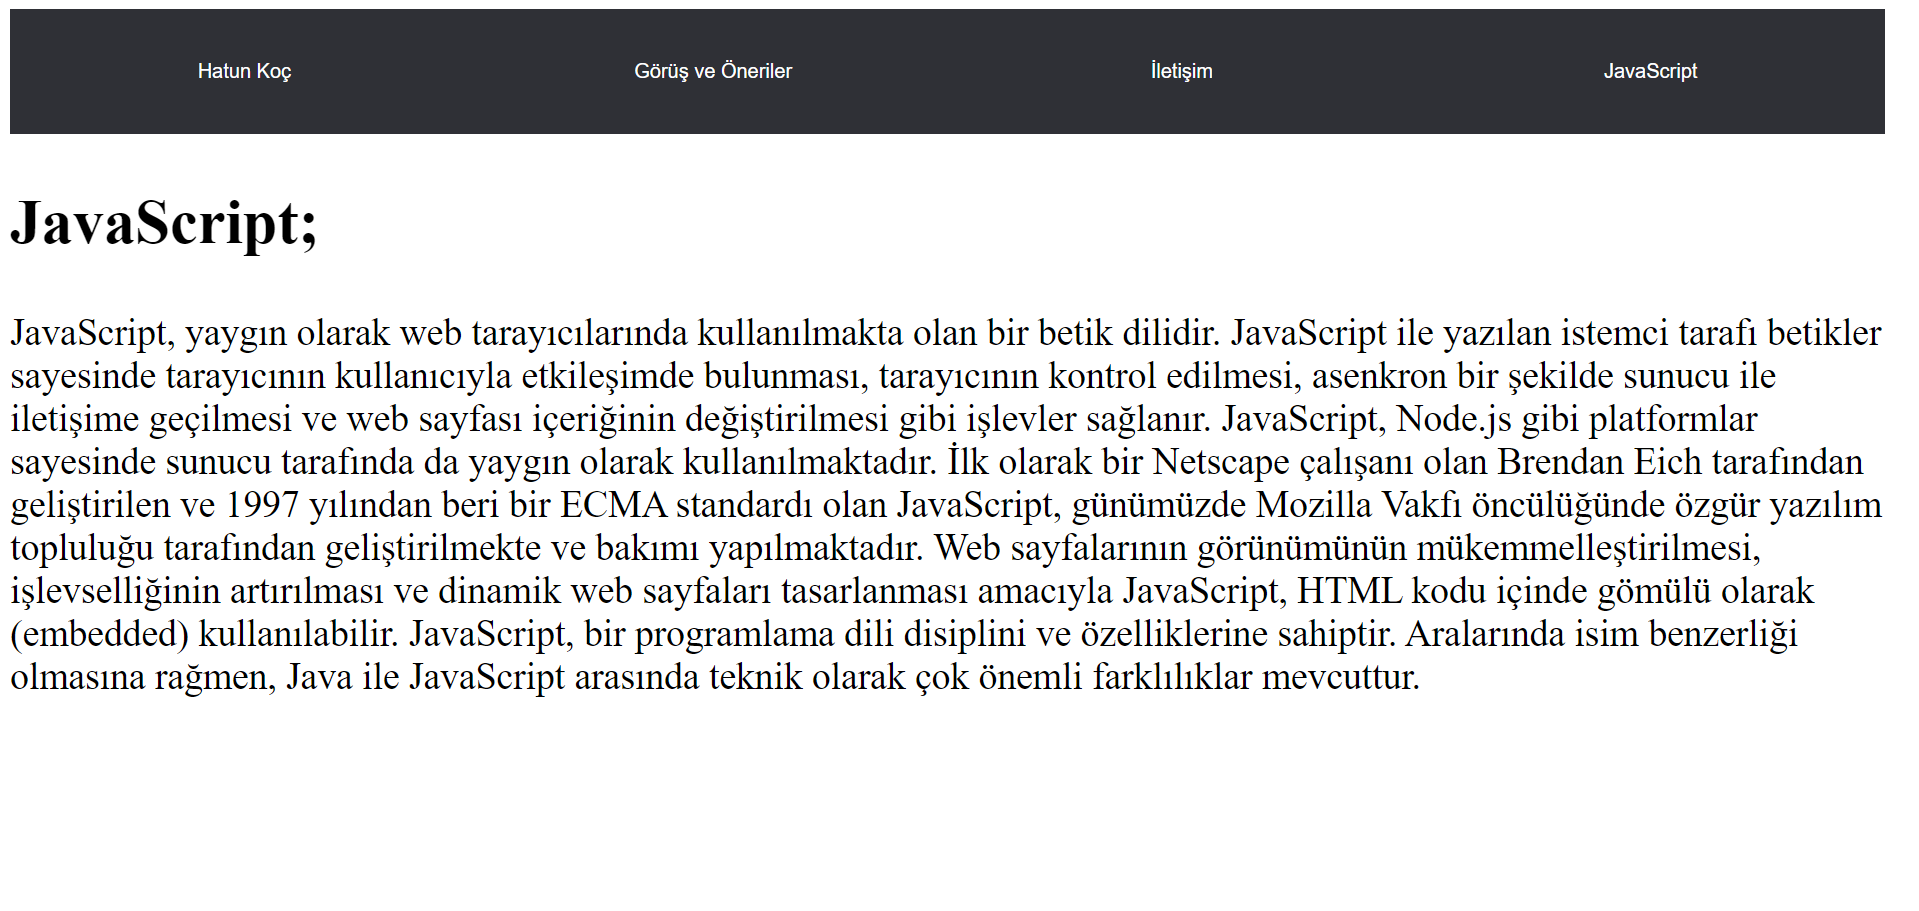 Hatun Koç Görüş ve Öneriler İletişim JavaScript
JavaScript;
JavaScript, yaygın olarak web tarayıcılarında kullanılmakta olan bir betik dilidir. JavaScript ile yazılan istemci tarafı betikler
sayesinde tarayıcının kullanıcıyla etkileşimde bulunması, tarayıcının kontrol edilmesi, asenkron bir şekilde sunucu ile
iletişime geçilmesi ve web sayfası içeriğinin değiştirilmesi gibi işlevler sağlanır. JavaScript, Node.js gibi platformlar
sayesinde sunucu tarafında da yaygın olarak kullanılmaktadır. İlk olarak bir Netscape çalışanı olan Brendan Eich tarafından
geliştirilen ve 1997 yılından beri bir ECMA standardı olan JavaScript, günümüzde Mozilla Vakfı öncülüğünde özgür yazılım
topluluğu tarafından geliştirilmekte ve bakımı yapılmaktadır. Web sayfalarının görünümünün mükemmelleştirilmesi,
işlevselliğinin artırılması ve dinamik web sayfaları tasarlanması amacıyla JavaScript, HTML kodu içinde gömülü olarak
(embedded) kullanılabilir. JavaScript, bir programlama dili disiplini ve özelliklerine sahiptir. Aralarında isim benzerliği
olmasına rağmen, Java ile JavaScript arasında teknik olarak çok önemli farklılıklar mevcuttur.